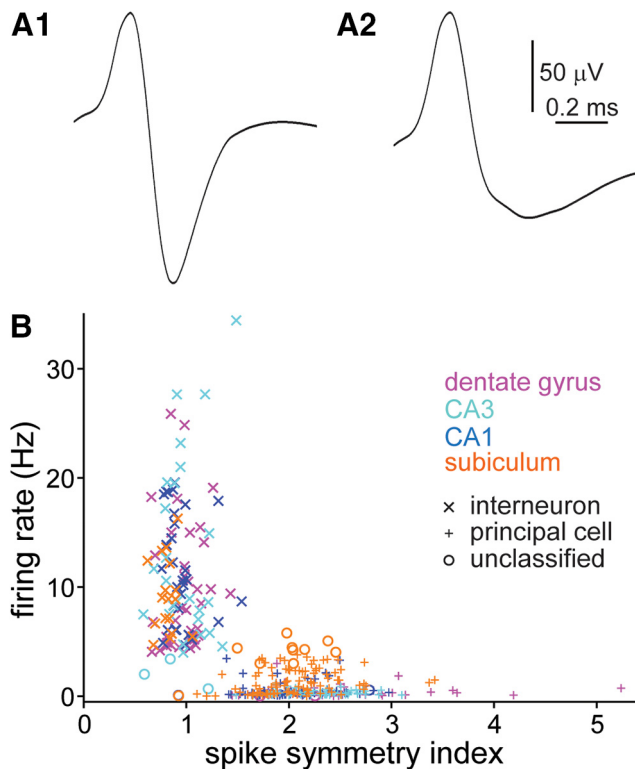 A1
A2
50 μV
0.2 ms
B
firing rate (Hz)
30
20
10
0
dentate gyrus
CA3
CA1
subiculum
interneuron
principal cell
unclassified
0 1 2 3 4 5
spike symmetry index